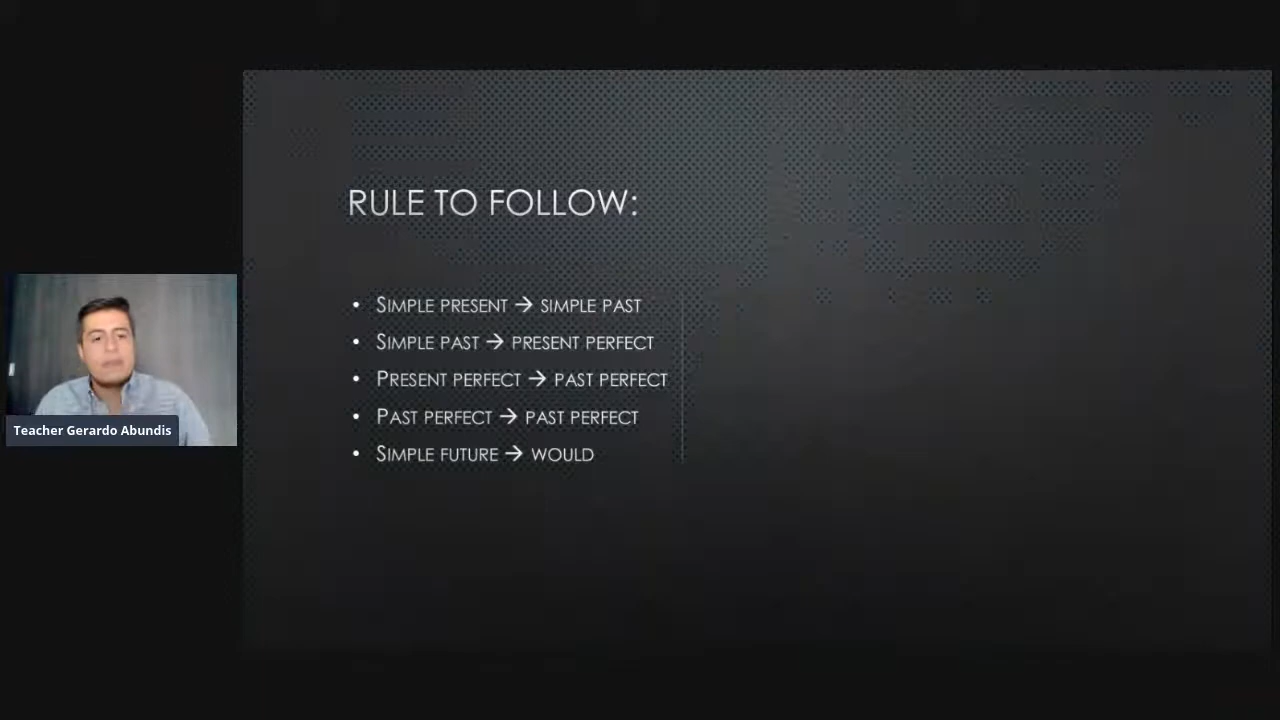 RULE TO FOLLOW:
• SIMPLE PRESENT → SIMPLE PAST
• SIMPLE PAST → PRESENT PERFECT
• PRESENT PERFECT → PAST PERFECT
• PAST PERFECT → PAST PERFECT
• SIMPLE FUTURE → WOULD
Teacher Gerardo Abundis